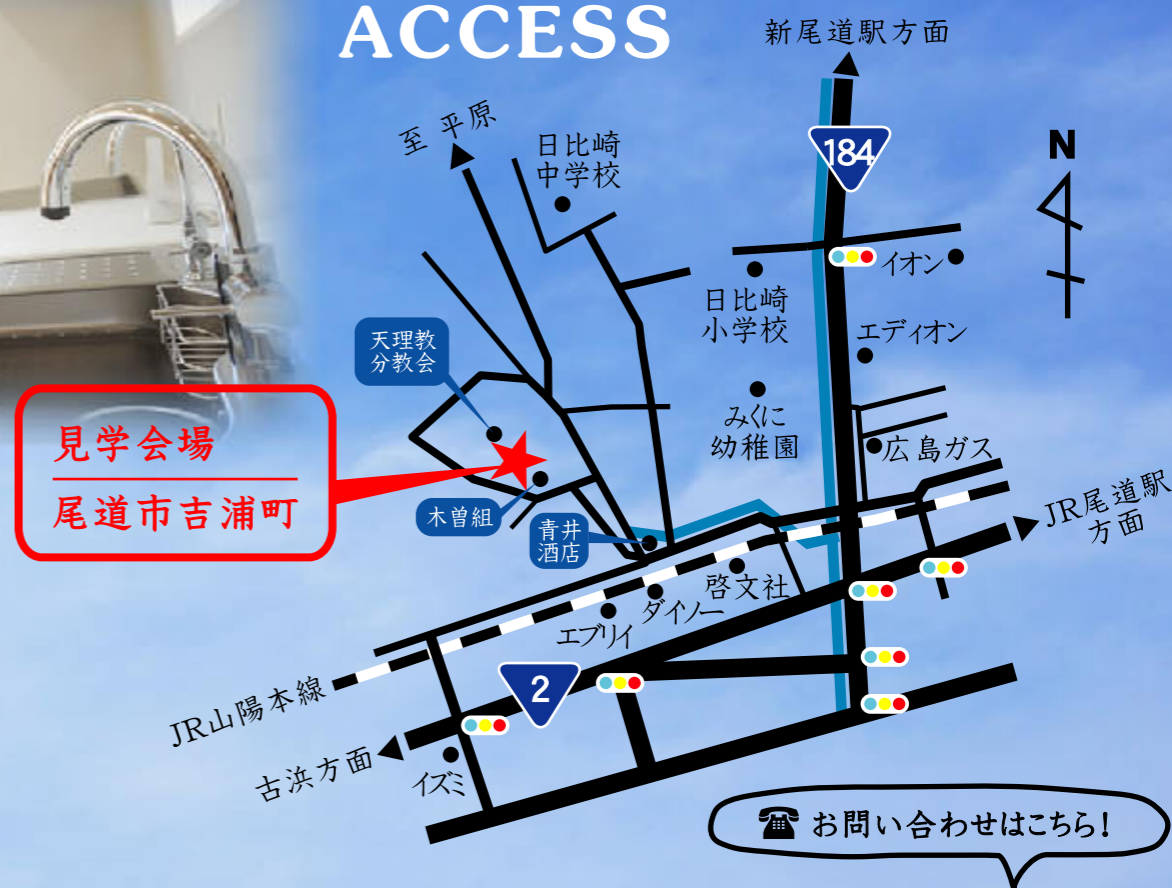 ACCESS
新尾道駅方面
至 平原
日比崎
中学校
184
N
イオン
日比崎
小学校
エディオン
天理教
分教会
みくに
幼稚園
広島ガス
見学会場
尾道市吉浦町
木曽組
青井
酒店
JR尾道駅
方面
啓文社
ダイソー
エブリイ
JR山陽本線
2
古浜方面
イズミ
お問い合わせはこちら!